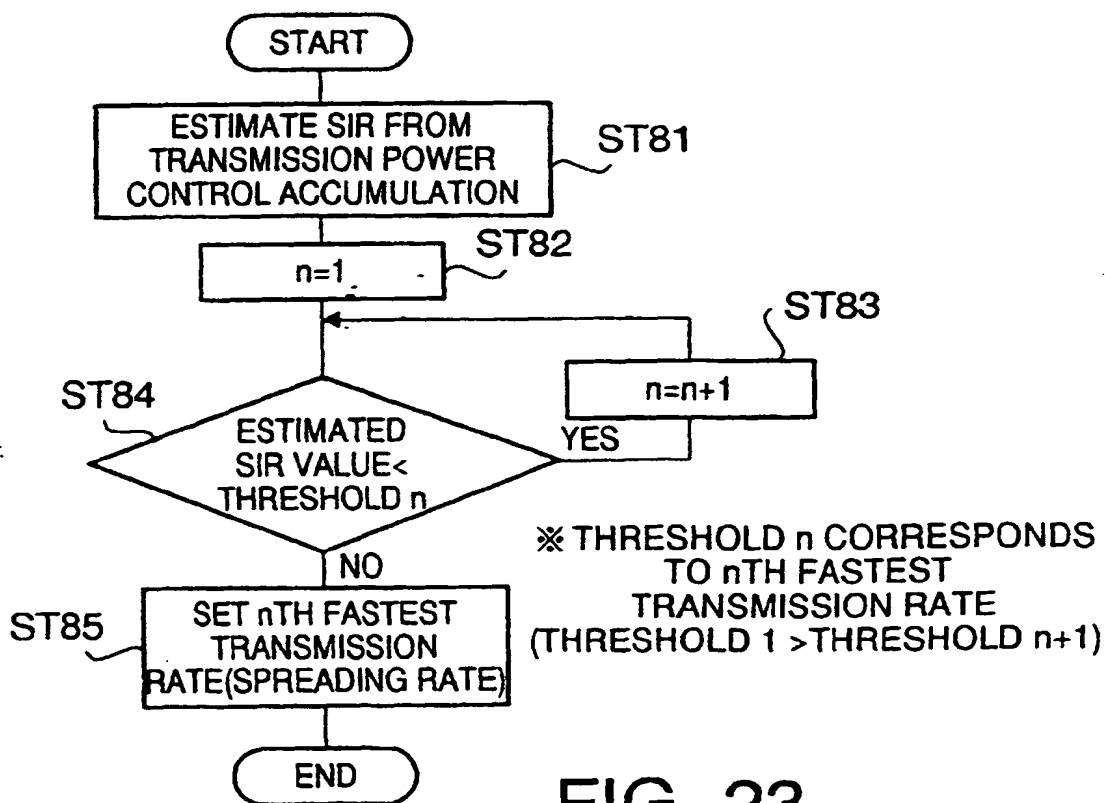 START
ESTIMATE SIR FROM
TRANSMISSION POWER
CONTROL ACCUMULATION
ST81
n=1
ST82
ST83
n=n+1
ST84
ESTIMATED
SIR VALUE<
THRESHOLD n
YES
NO
※ THRESHOLD n CORRESPONDS
TO nTH FASTEST
TRANSMISSION RATE
(THRESHOLD 1 >THRESHOLD n+1)
ST85
SET nTH FASTEST
TRANSMISSION
RATE(SPREADING RATE)
END
FIG. 23